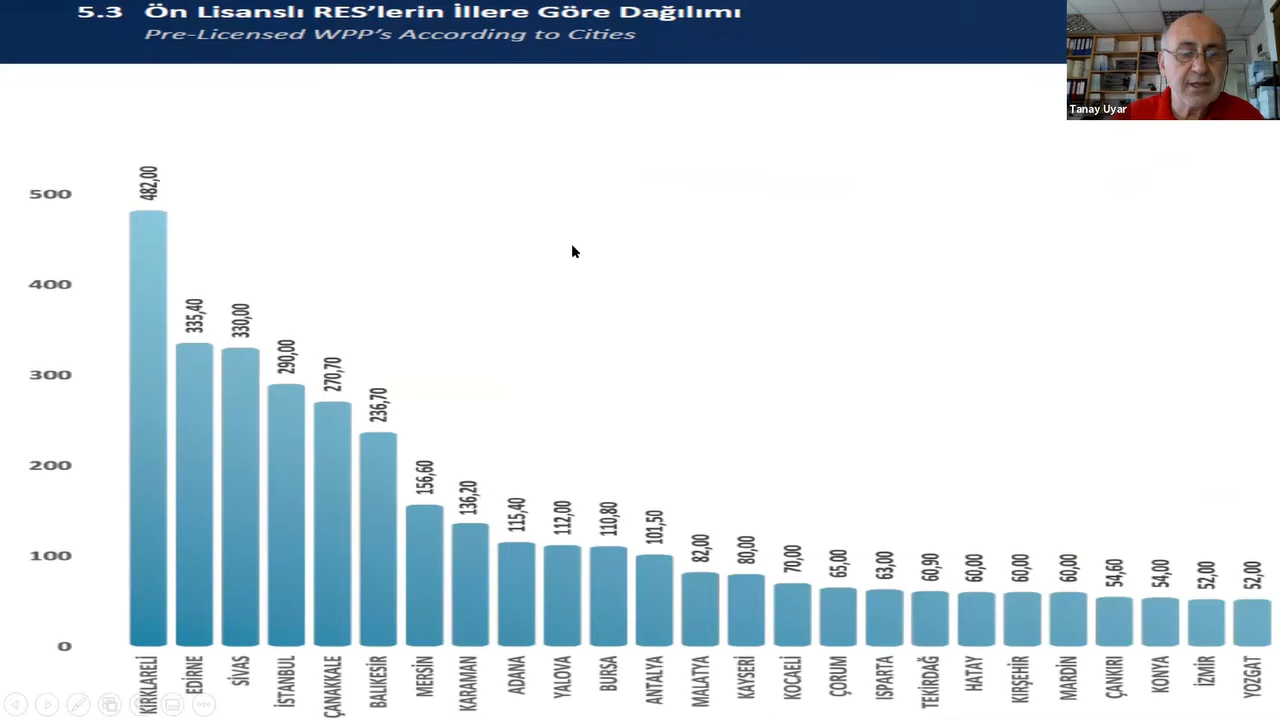 5.3 Ön Lisanslı RES’lerin İllere Göre Dağılımı
Pre-Licensed WPP’s According to Cities
Tanay Uyar
500
400
300
200
100
0
482,00
335,40
330,00
290,00
270,70
236,70
156,60
136,20
115,40
112,00
110,80
101,50
82,00
80,00
70,00
65,00
63,00
60,90
60,00
60,00
60,00
54,60
54,00
52,00
52,00
KIRKLARELİ
EDİRNE
SİVAS
İSTANBUL
ÇANAKKALE
BALIKESİR
MERSİN
KARAMAN
ADANA
YALOVA
BURSA
ANTALYA
MALATYA
KAYSERİ
KOCAELİ
ÇORUM
ISPARTA
TEKİRDAĞ
HATAY
KIRŞEHİR
MARDİN
ÇANKIRI
KONYA
İZMİR
YOZGAT